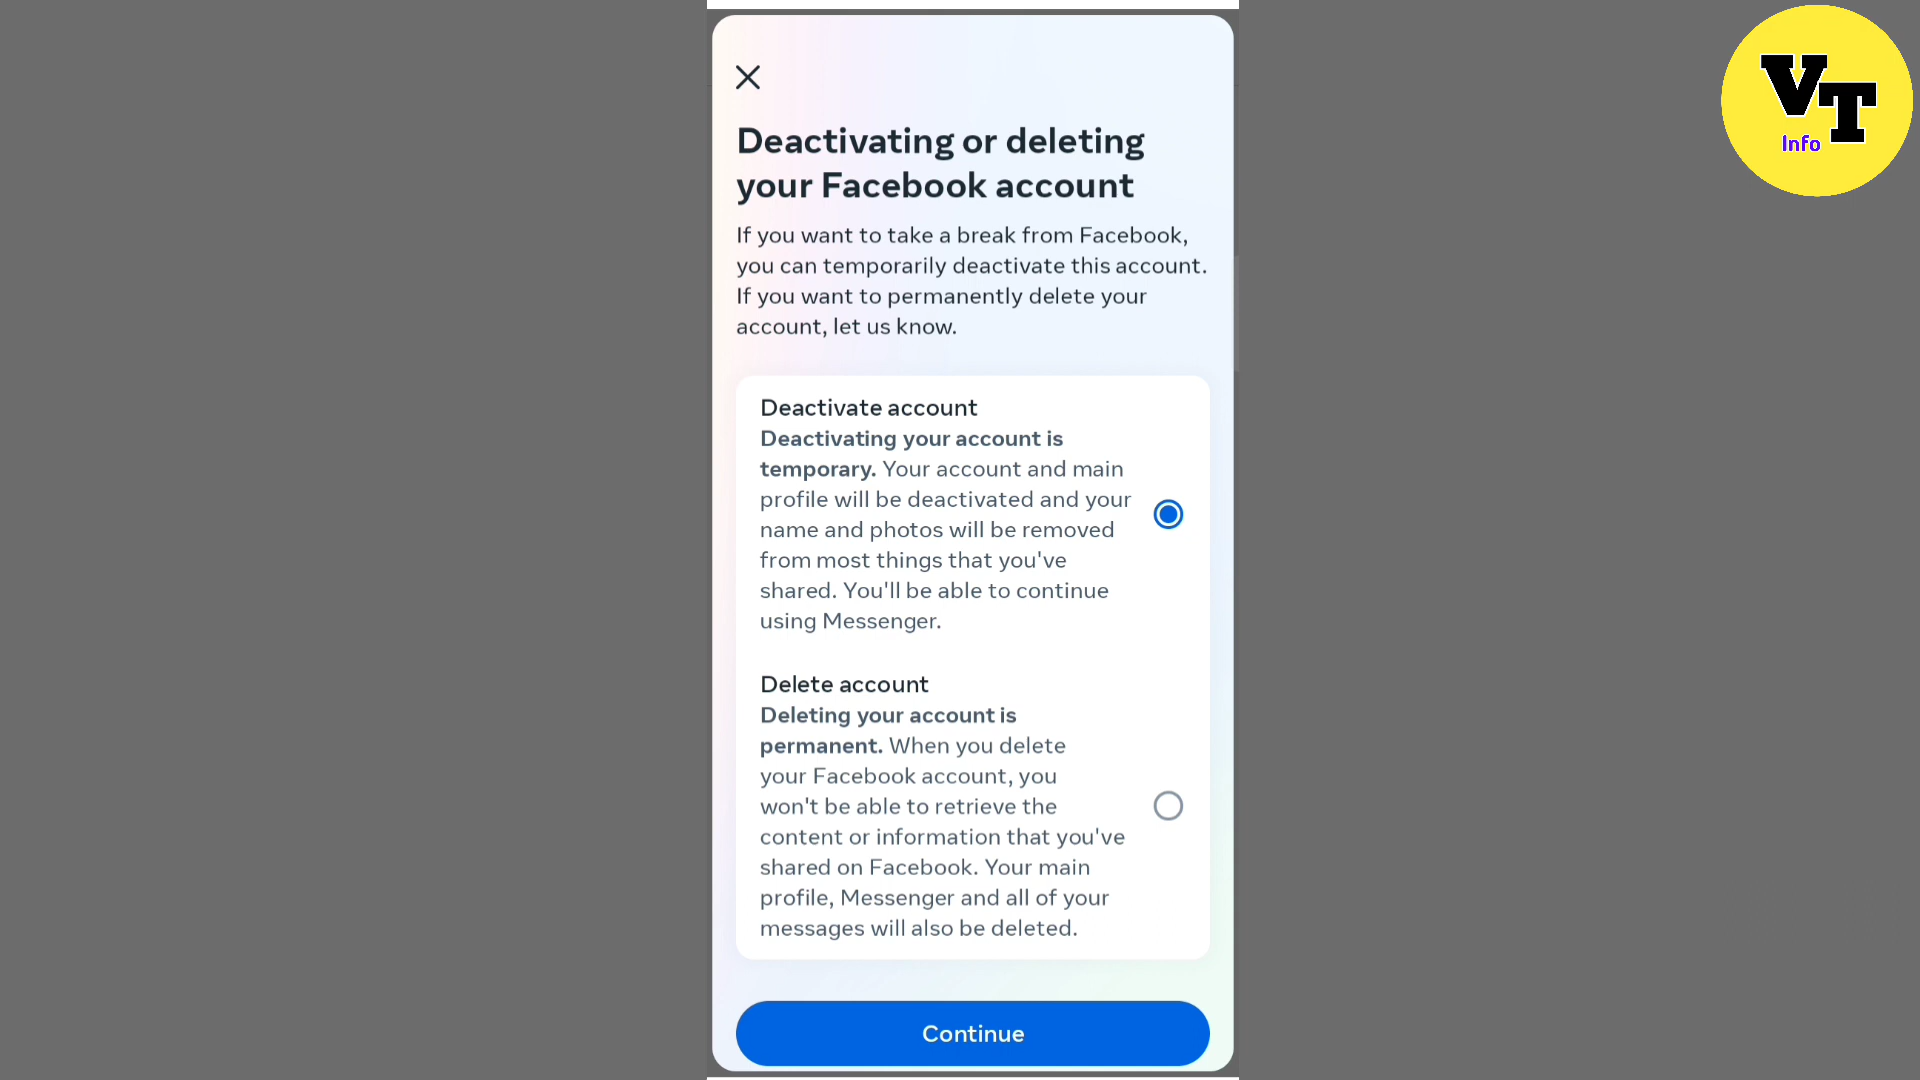 VT
Info
Deactivating or deleting
your Facebook account
If you want to take a break from Facebook,
you can temporarily deactivate this account.
If you want to permanently delete your
account, let us know.
Deactivate account
Deactivating your account is
temporary. Your account and main
profile will be deactivated and your
name and photos will be removed
from most things that you've
shared. You'll be able to continue
using Messenger.
Delete account
Deleting your account is
permanent. When you delete
your Facebook account, you
won't be able to retrieve the
content or information that you've
shared on Facebook. Your main
profile, Messenger and all of your
messages will also be deleted.
Continue